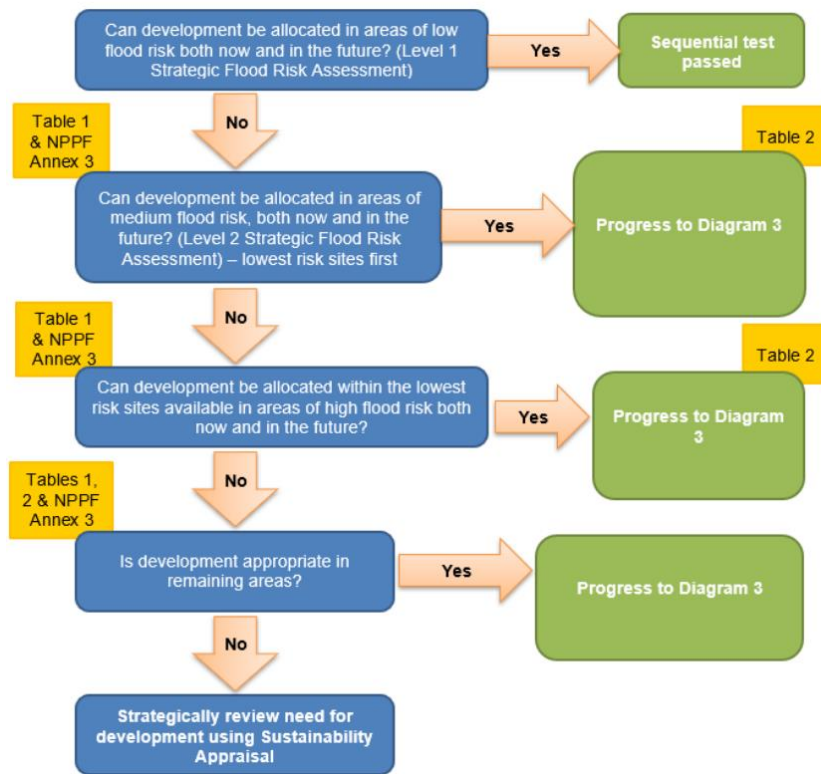 Can development be allocated in areas of low
flood risk both now and in the future? (Level 1
Strategic Flood Risk Assessment)
Yes
Sequential test
passed
No
Table 1
& NPPF
Annex 3
Table 2
Can development be allocated in areas of
medium flood risk, both now and in the
future? (Level 2 Strategic Flood Risk
Assessment) – lowest risk sites first
Yes
Progress to Diagram 3
No
Table 1
& NPPF
Annex 3
Table 2
Can development be allocated within the lowest
risk sites available in areas of high flood risk both
now and in the future?
Yes
Progress to Diagram
3
No
Tables 1,
2 & NPPF
Annex 3
Is development appropriate in
remaining areas?
Yes
Progress to Diagram 3
No
Strategically review need for
development using Sustainability
Appraisal